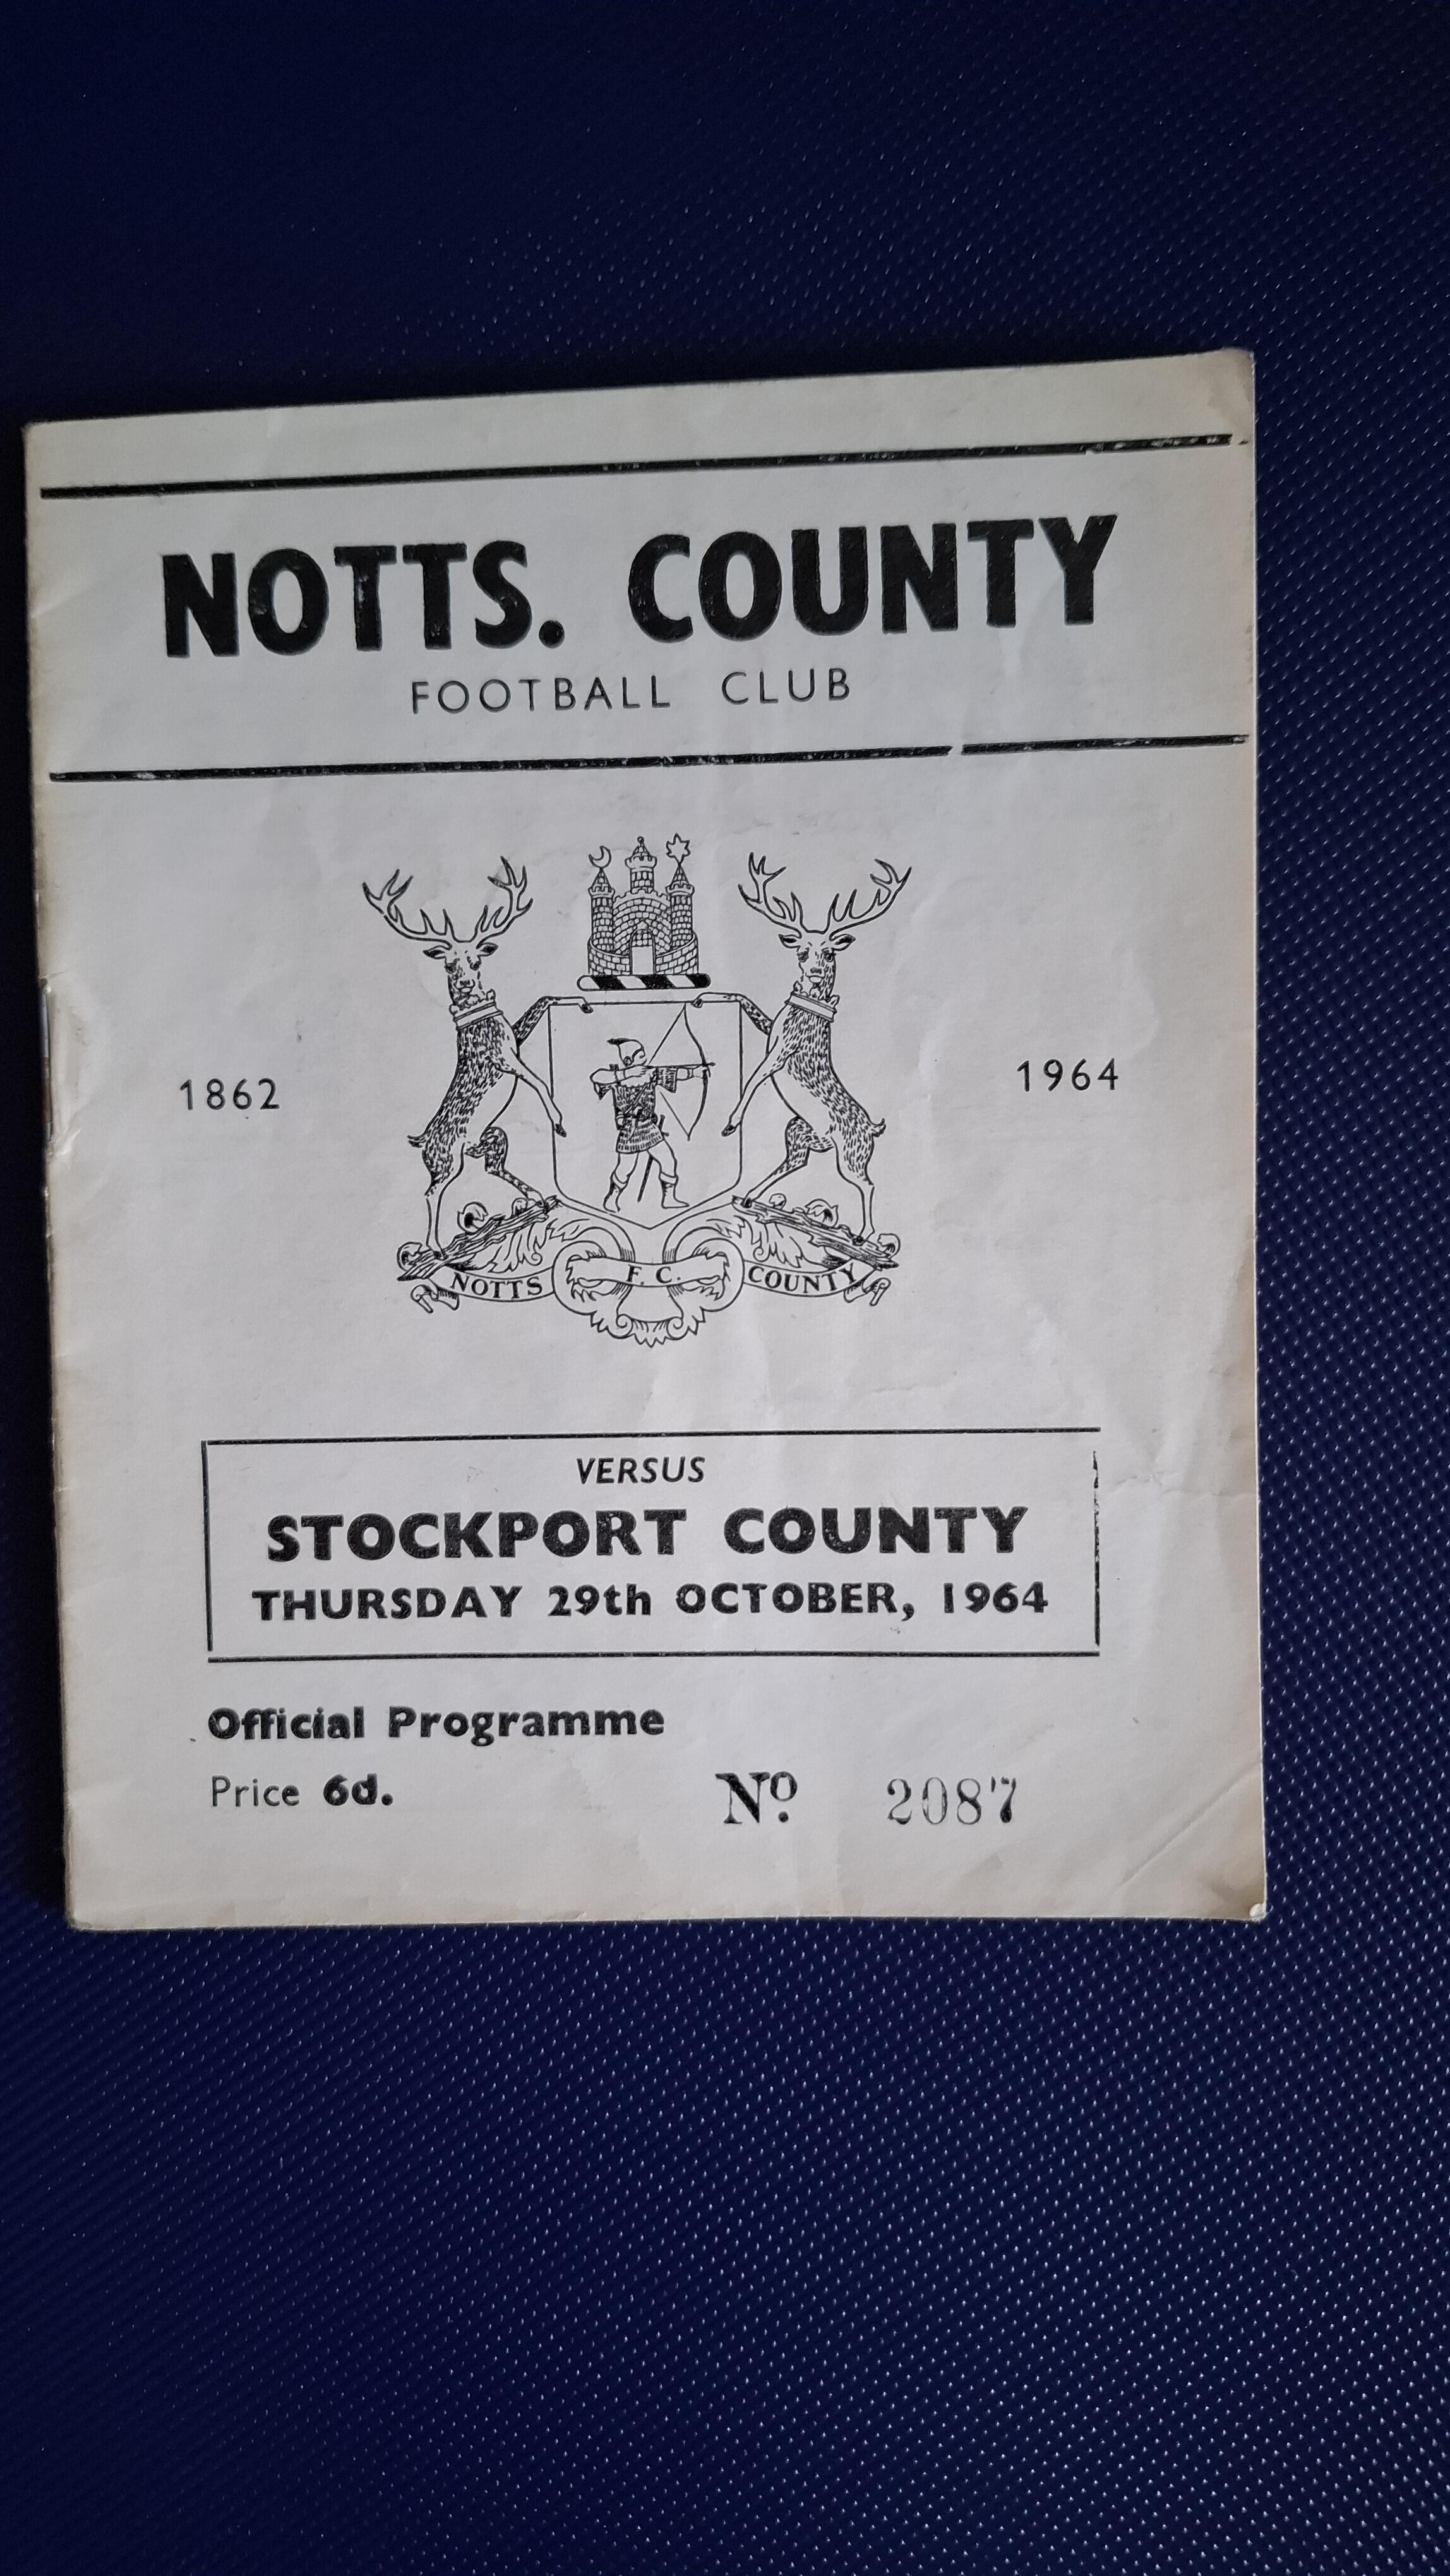 NOTTS. COUNTY
FOOTBALL CLUB
1862 1964
NOTTS F. C. COUNTY
VERSUS
STOCKPORT COUNTY
THURSDAY 29th OCTOBER, 1964
Official Programme
Price 6d. Nº 2087